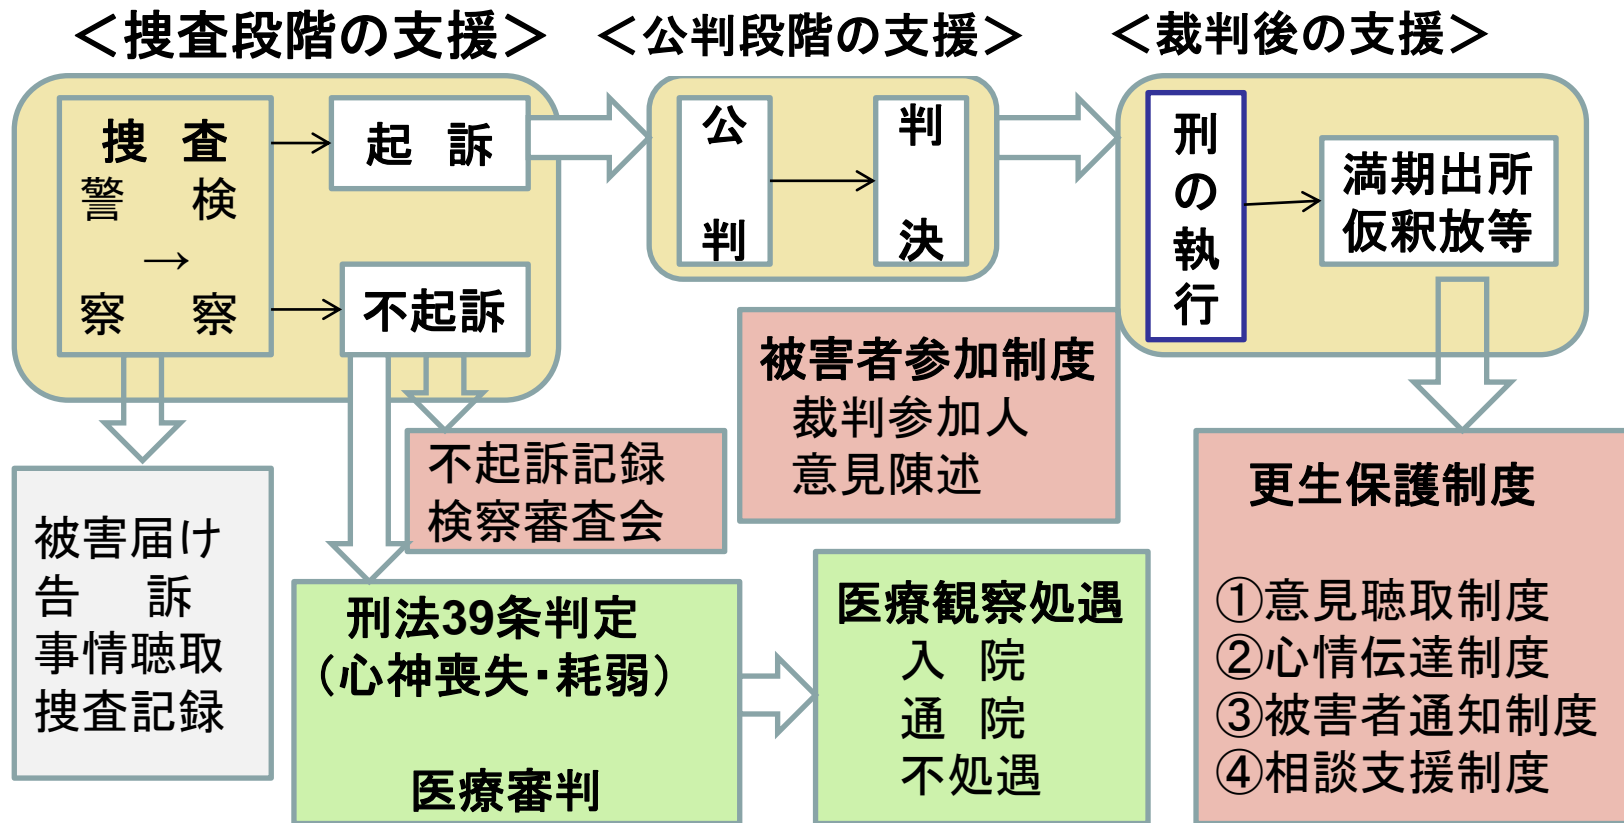 <捜査段階の支援>
<公判段階の支援>
<裁判後の支援>
捜 査
警 検
→
察 察
起 訴
不起訴
公判
判決
刑の執行
満期出所
仮釈放等
被害届け
告 訴
事情聴取
捜査記録
不起訴記録
検察審査会
刑法39条判定
(心神喪失・耗弱)
医療審判
被害者参加制度
裁判参加人
意見陳述
医療観察処遇
入 院
通 院
不処遇
更生保護制度
①意見聴取制度
②心情伝達制度
③被害者通知制度
④相談支援制度